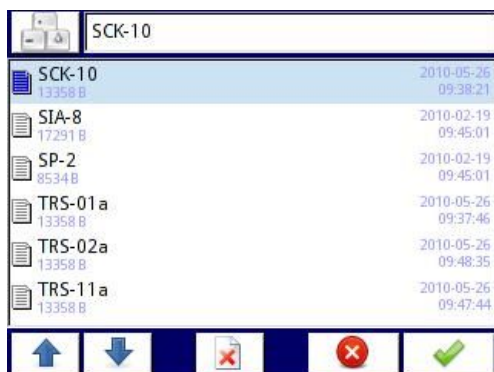 SCK-10
SCK-10 2010-05-26
13358 B 09:38:21
SIA-8 2010-02-19
17291 B 09:45:01
SP-2 2010-02-19
8534 B 09:45:01
TRS-01a 2010-05-26
13358 B 09:37:46
TRS-02a 2010-05-26
13358 B 09:48:35
TRS-11a 2010-05-26
13358 B 09:47:44